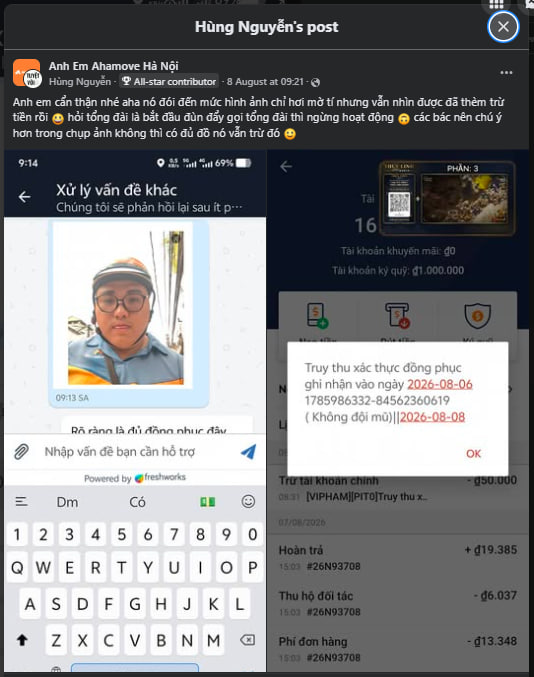 Hùng Nguyễn's post
Anh Em Ahamove Hà Nội
Hùng Nguyễn · All-star contributor · 8 August at 09:21
Anh em cẩn thận nhé aha nó đói đến mức hình ảnh chỉ hơi mờ tí nhưng vẫn nhìn được đã thèm trừ
tiền rồi 😀 hỏi tổng đài là bắt đầu đùn đẩy gọi tổng đài thì ngừng hoạt động 🙃 các bác nên chú ý
hơn trong chụp ảnh không thì có đủ đồ nó vẫn trừ đó 😀
9:14
0,5
KB/s
4G
4G
69%
Xử lý vấn đề khác
Chúng tôi sẽ phản hồi lại sau ít p…
09:13 SA
Rõ ràng là đủ đồng phục đây
Nhập vấn đề bạn cần hỗ trợ
Powered by freshworks
Dm
Có
1 2 3 4 5 6 7 8 9 0
Q W E R T Y U I O P
A S D F G H J K L
Z X C V B N M
PHẦN: 3
Tài
16
Tài khoản khuyến mãi: ₫0
Tài khoản ký quỹ: ₫1.000.000
Nạp tiền
Rút tiền
Ký quỹ
Truy thu xác thực đồng phục
ghi nhận vào ngày 2026-08-06
1785986332-84562360619
( Không đội mũ)||2026-08-08
OK
Trừ tài khoản chính
- ₫50.000
08:31 [VIPHAM][PIT0]Truy thu x..
07/08/2026
Hoàn trả
+ ₫19.385
15:03 #26N93708
Thu hộ đối tác
- ₫6.037
15:03 #26N93708
Phí đơn hàng
- ₫13.348
15:03 #26N93708